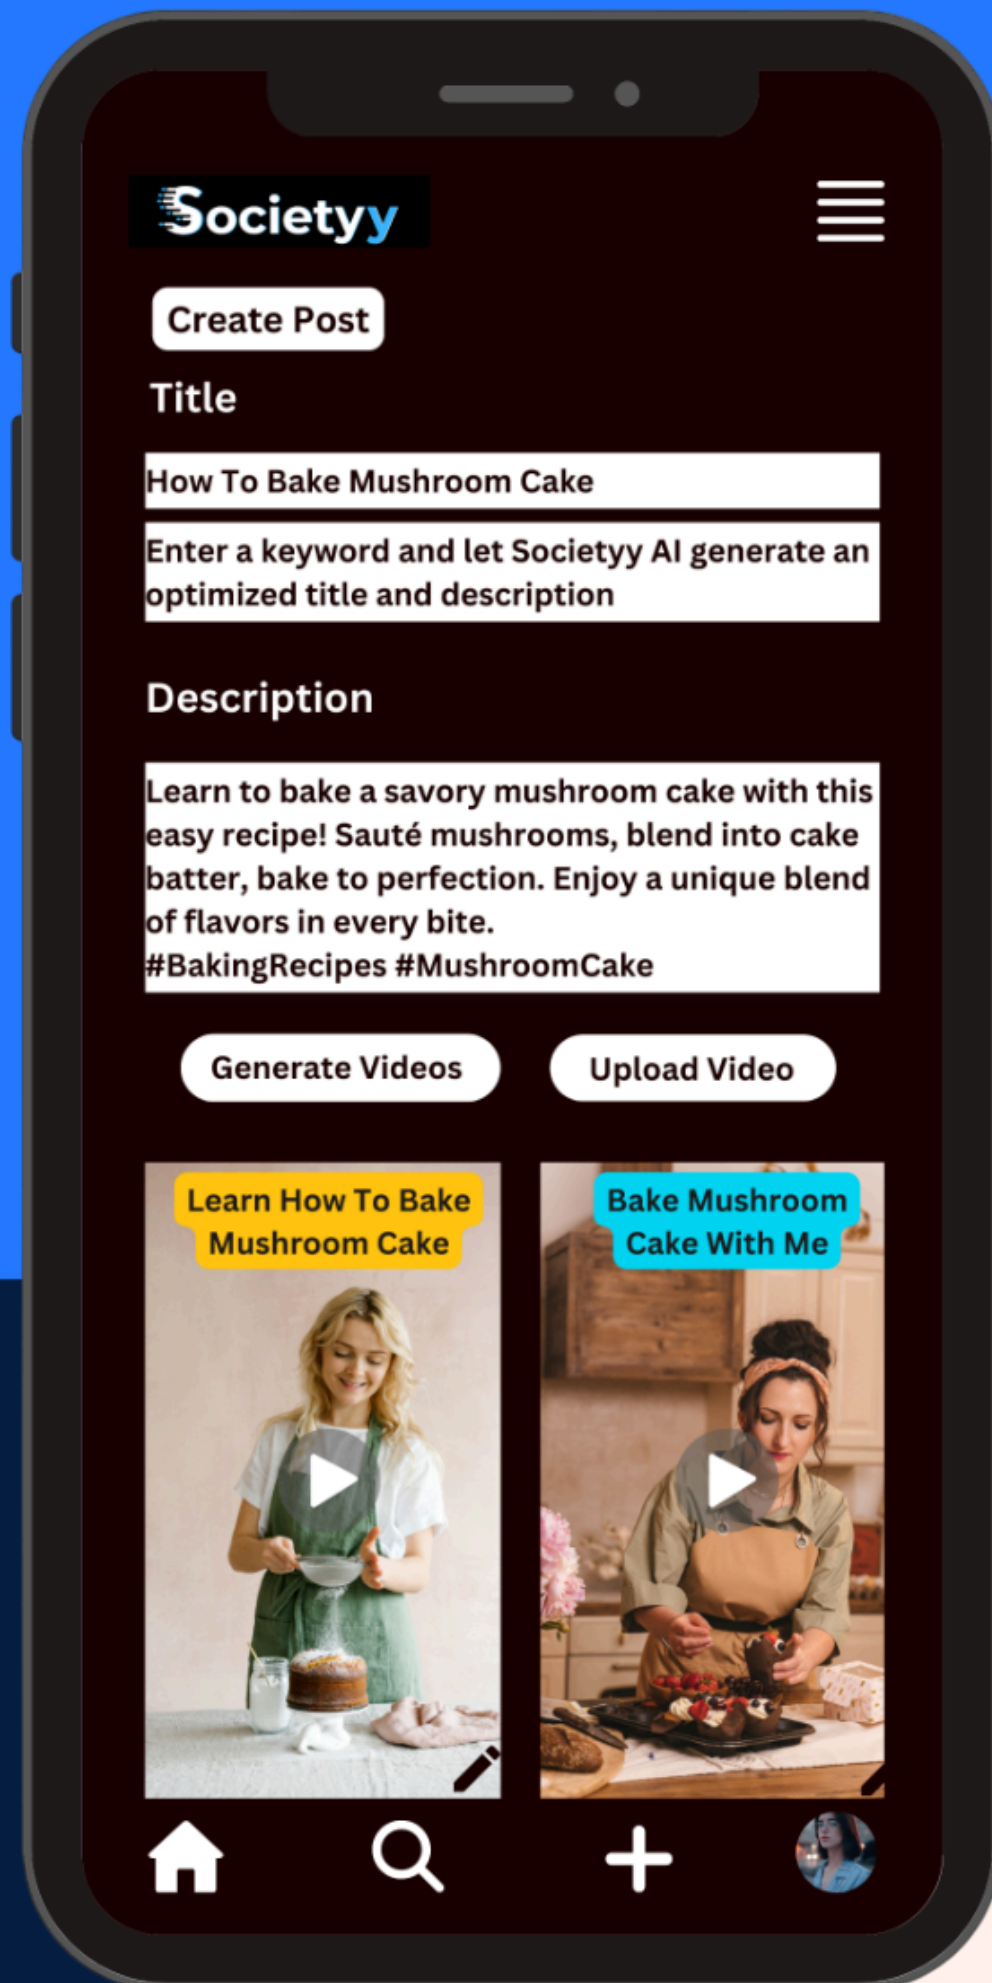 Societyy
Create Post
Title
How To Bake Mushroom Cake
Enter a keyword and let Societyy AI generate an
optimized title and description
Description
Learn to bake a savory mushroom cake with this
easy recipe! Sauté mushrooms, blend into cake
batter, bake to perfection. Enjoy a unique blend
of flavors in every bite.
#BakingRecipes #MushroomCake
Generate Videos
Upload Video
Learn How To Bake
Mushroom Cake
Bake Mushroom
Cake With Me